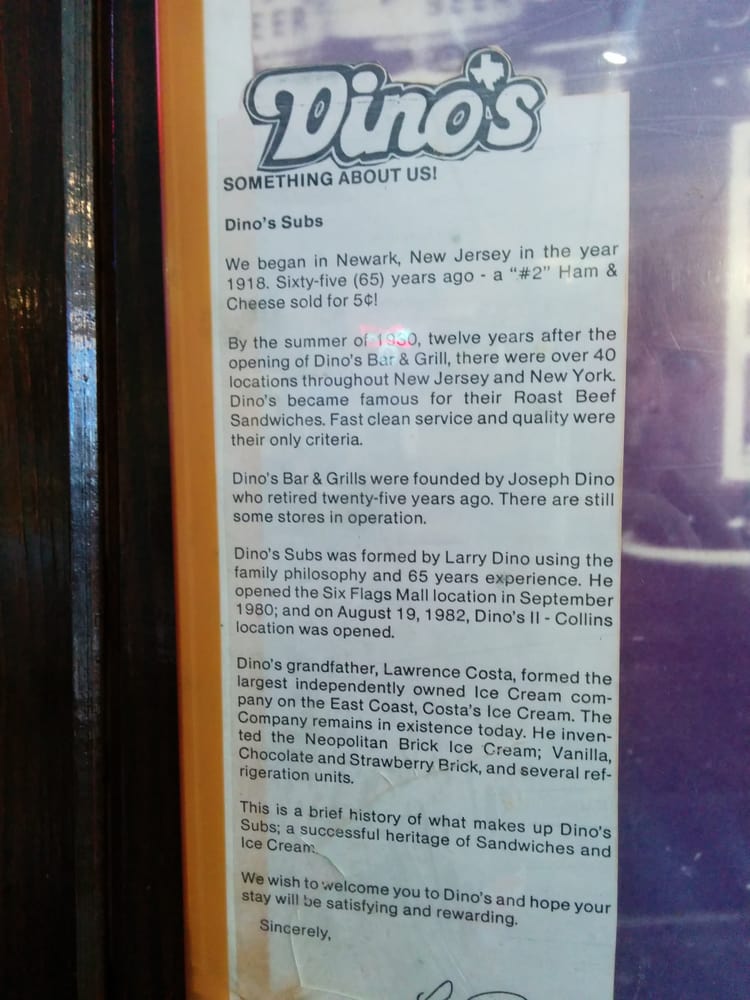 BEER
Dino's
SOMETHING ABOUT US!
Dino's Subs
We began in Newark, New Jersey in the year
1918. Sixty-five (65) years ago - a "#2" Ham &
Cheese sold for 5¢!
By the summer of 1930, twelve years after the
opening of Dino's Bar & Grill, there were over 40
locations throughout New Jersey and New York.
Dino's became famous for their Roast Beef
Sandwiches. Fast clean service and quality were
their only criteria.
Dino's Bar & Grills were founded by Joseph Dino
who retired twenty-five years ago. There are still
some stores in operation.
Dino's Subs was formed by Larry Dino using the
family philosophy and 65 years experience. He
opened the Six Flags Mall location in September
1980; and on August 19, 1982, Dino's II - Collins
location was opened.
Dino's grandfather, Lawrence Costa, formed the
largest independently owned Ice Cream com-
pany on the East Coast, Costa's Ice Cream. The
Company remains in existence today. He inven-
ted the Neopolitan Brick Ice Cream; Vanilla,
Chocolate and Strawberry Brick, and several ref-
rigeration units.
This is a brief history of what makes up Dino's
Subs; a successful heritage of Sandwiches and
Ice Cream.
We wish to welcome you to Dino's and hope your
stay will be satisfying and rewarding.
Sincerely,